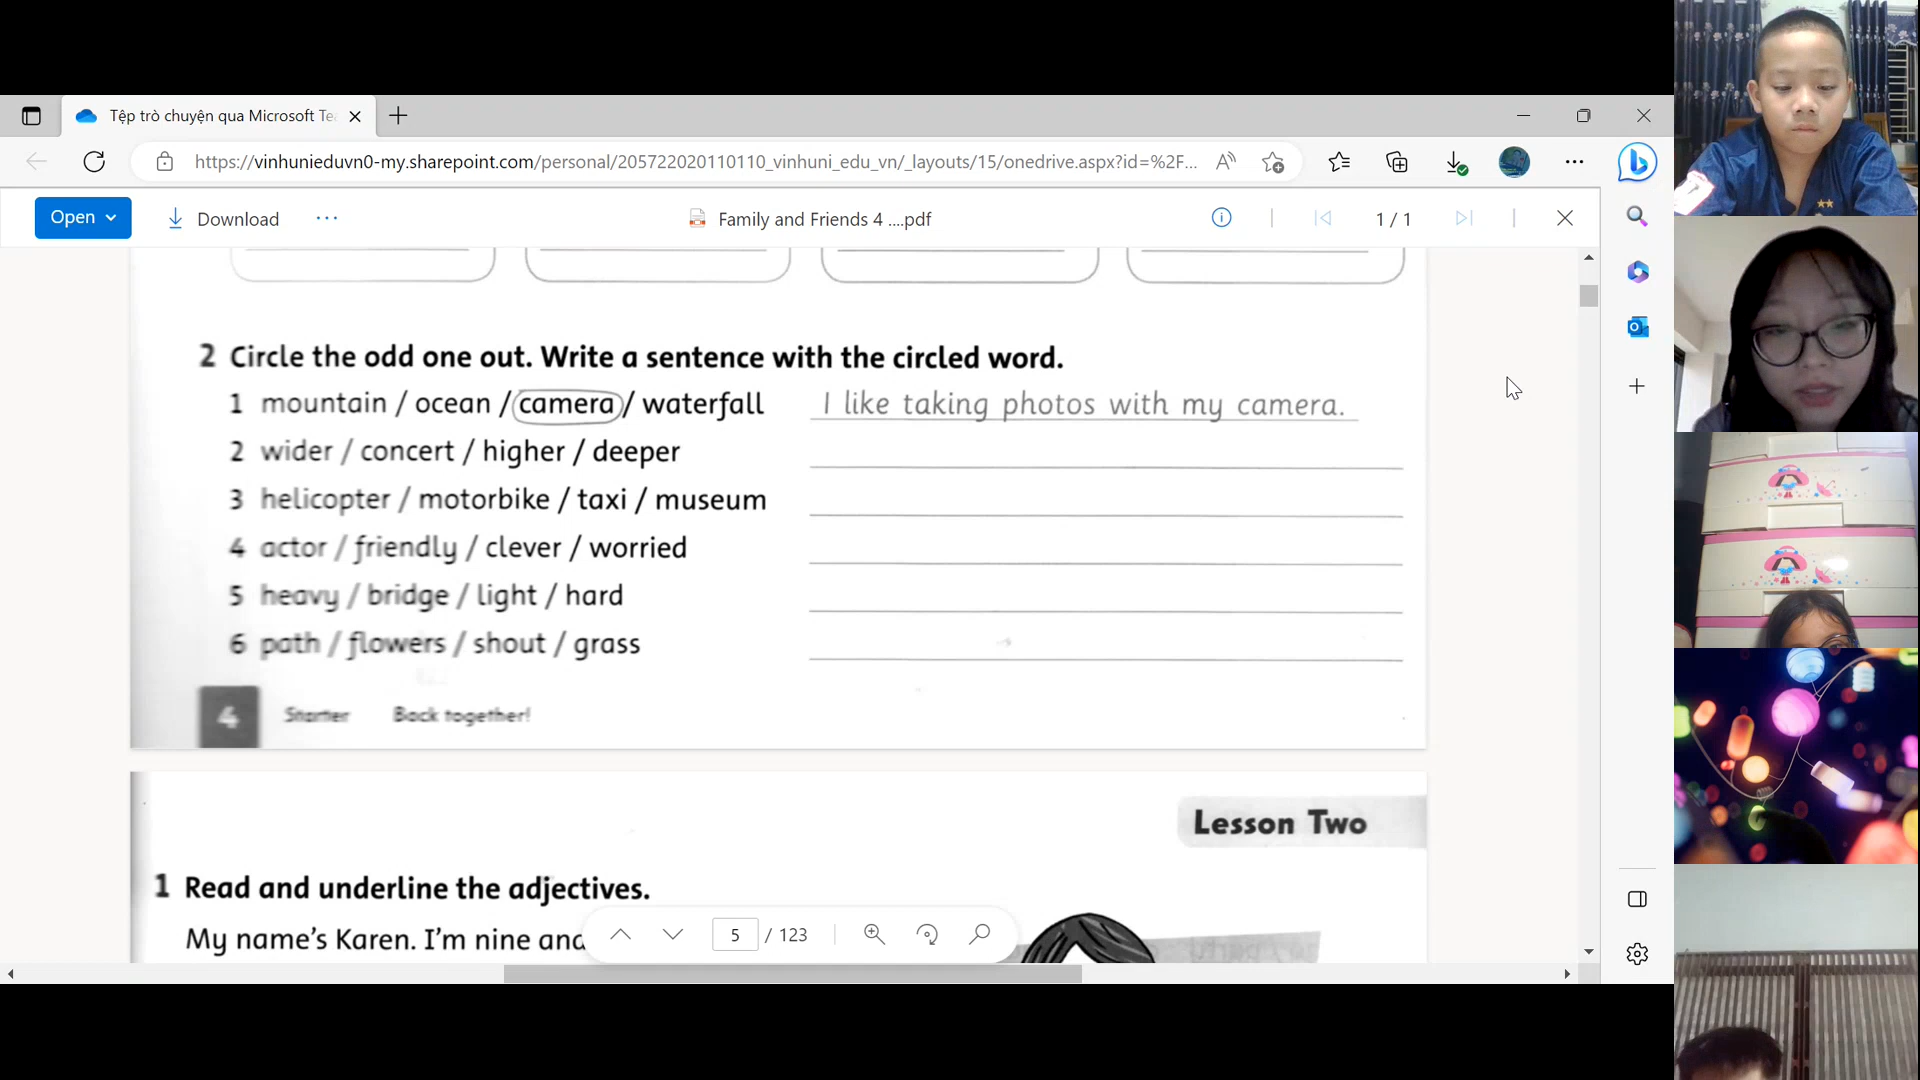 Tệp trò chuyện qua Microsoft Te
https://vinhunieduvn0-my.sharepoint.com/personal/205722020110110_vinhuni_edu_vn/_layouts/15/onedrive.aspx?id=%2F...
Open
Download
Family and Friends 4 ....pdf
1 / 1
2 Circle the odd one out. Write a sentence with the circled word.
1 mountain / ocean / camera / waterfall I like taking photos with my camera.
2 wider / concert / higher / deeper
3 helicopter / motorbike / taxi / museum
4 actor / friendly / clever / worried
5 heavy / bridge / light / hard
6 path / flowers / shout / grass
4 Starter Back together!
Lesson Two
1 Read and underline the adjectives.
My name's Karen. I'm nine and
5 / 123